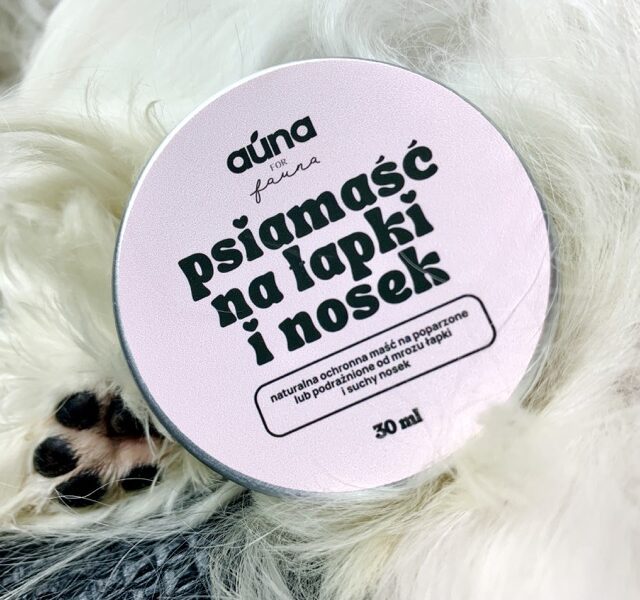 aúna
FOR
fauna
psiamaść
na łapki
i nosek
naturalna ochronna maść na poparzone
lub podrażnione od mrozu łapki
i suchy nosek
30 ml